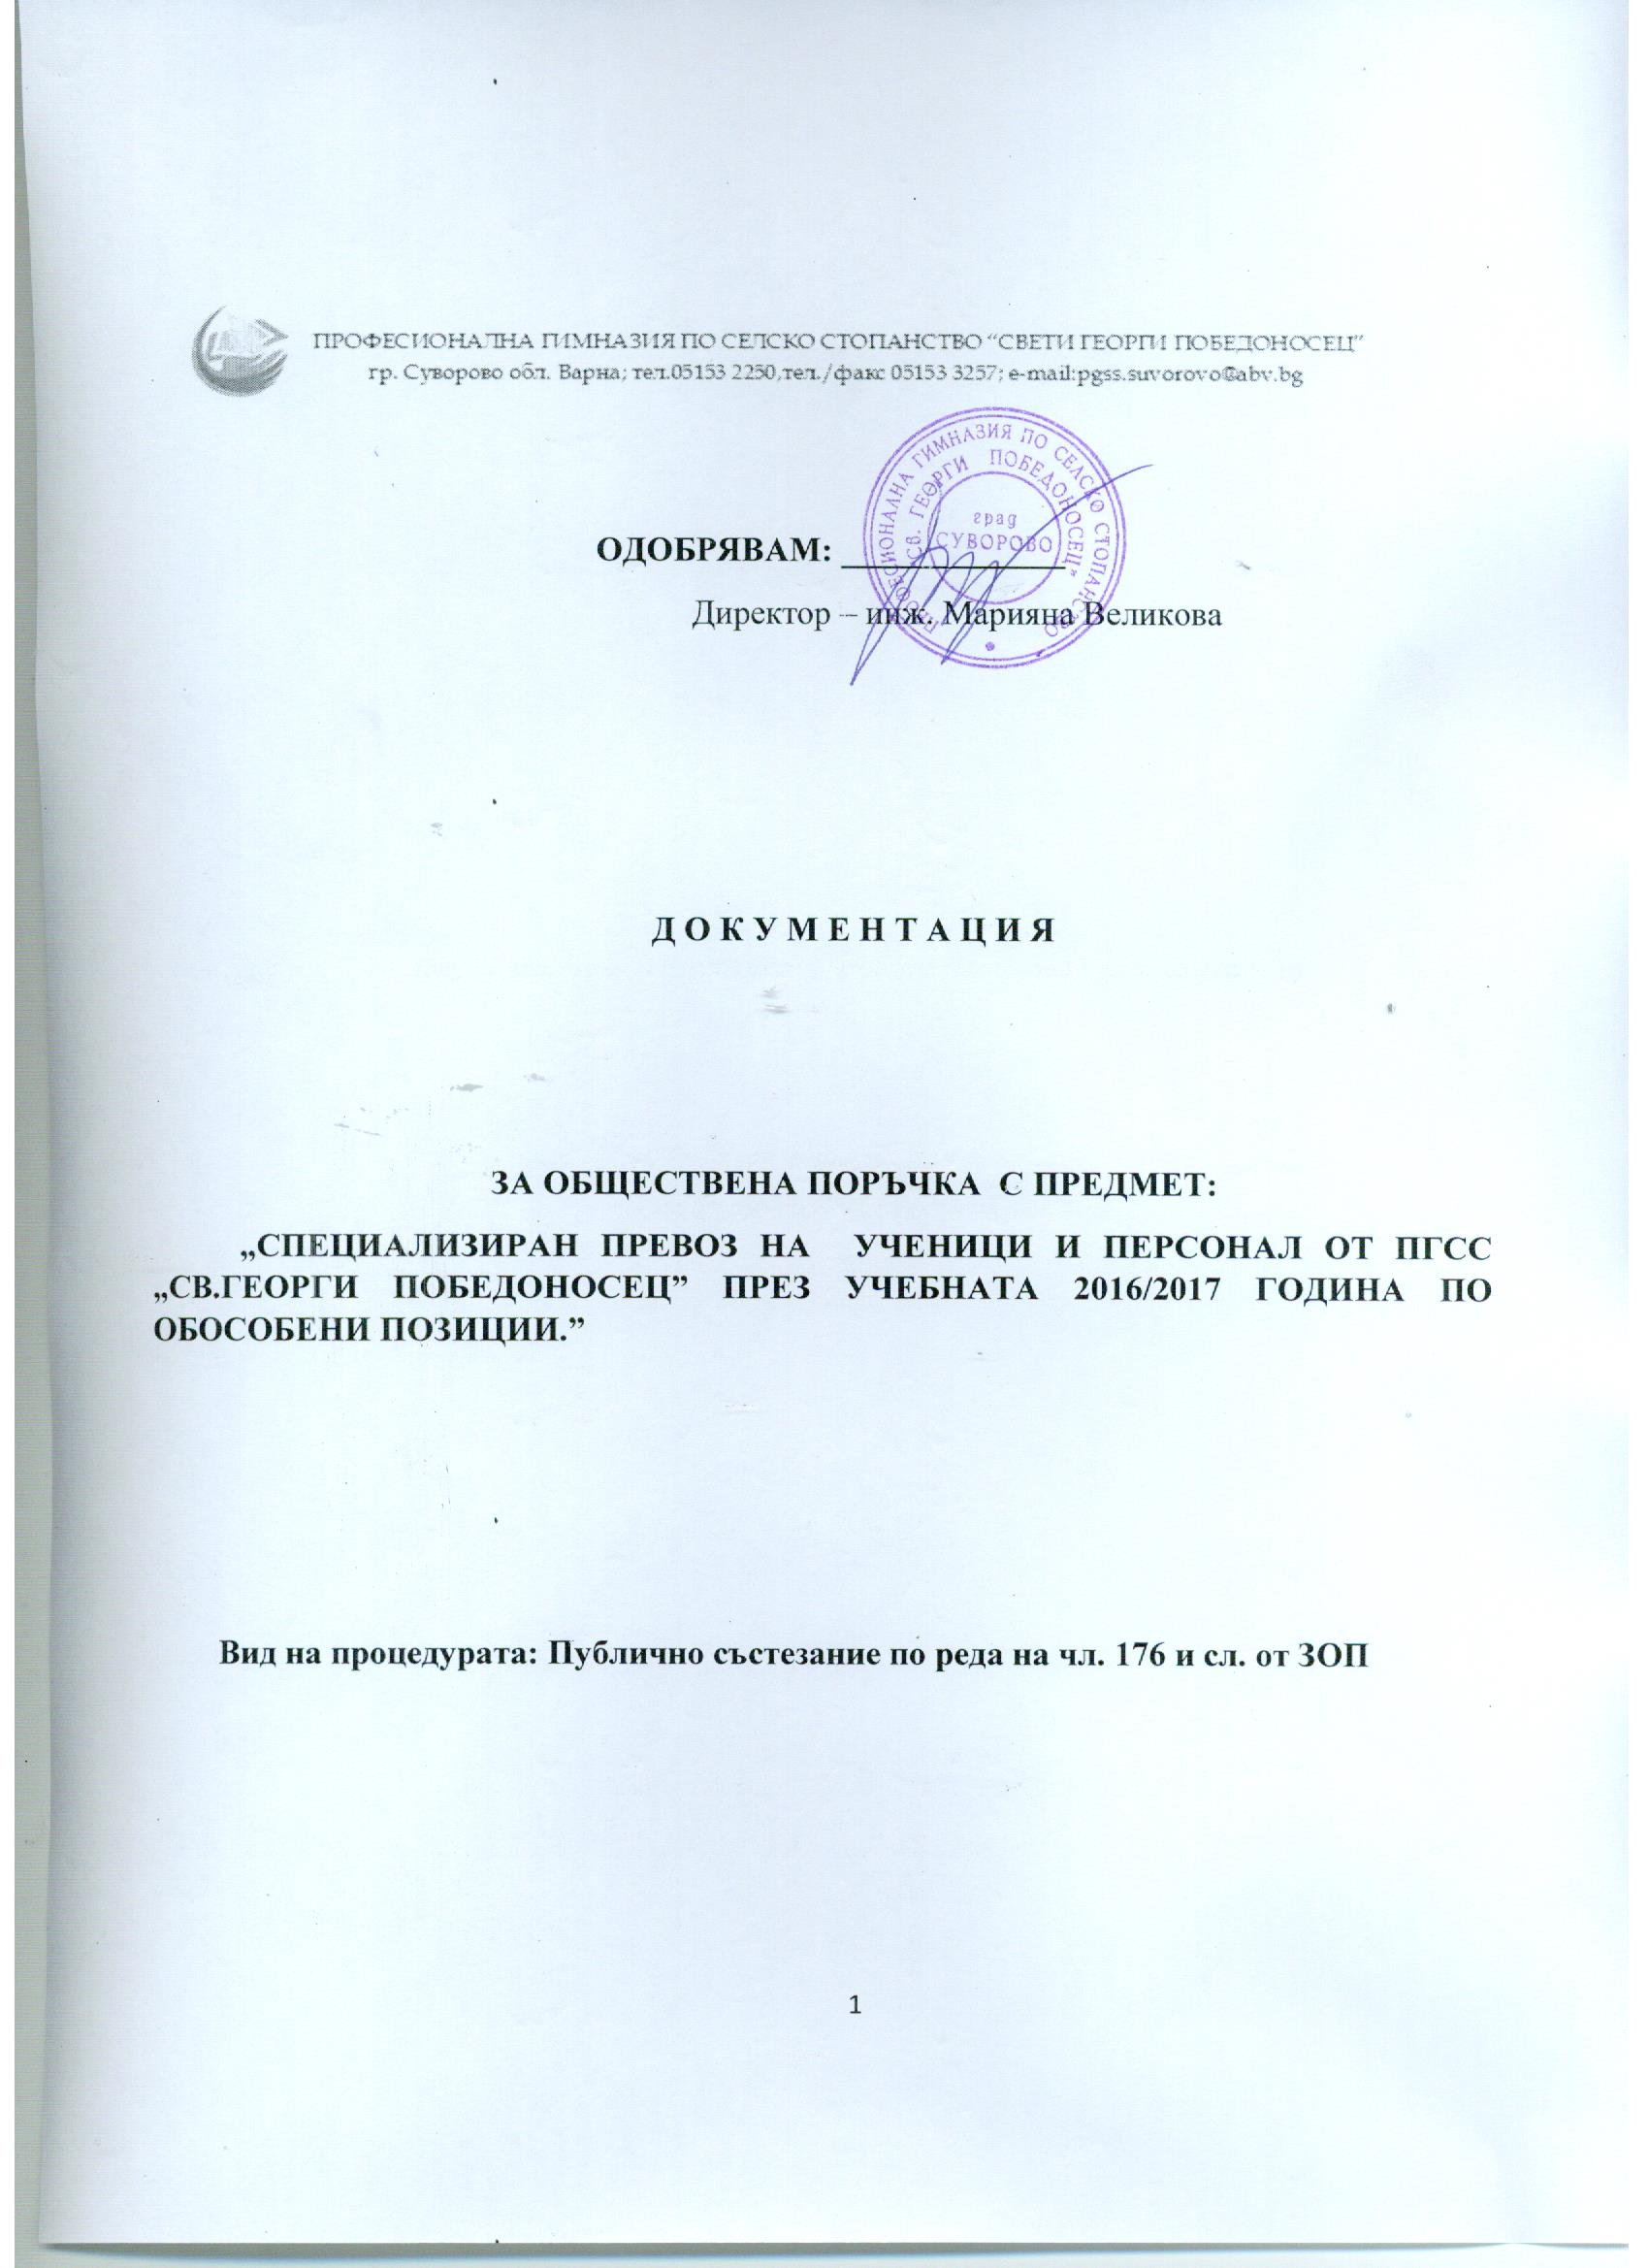 ПРОФЕСИОНАЛНА ГИМНАЗИЯ ПО СЕЛСКО СТОПАНСТВО “СВЕТИ ГЕОРГИ ПОБЕДОНОСЕЦ”
гр. Суворово обл. Варна; тел.05153 2250,тел./факс 05153 3257; e-mail:pgss.suvorovo@abv.bg
ПРОФЕСИОНАЛНА ГИМНАЗИЯ ПО СЕЛСКО СТОПАНСТВО
„СВ. ГЕОРГИ ПОБЕДОНОСЕЦ”
град
СУВОРОВО
ОДОБРЯВАМ: ______________
Директор – инж. Марияна Великова
Д О К У М Е Н Т А Ц И Я
ЗА ОБЩЕСТВЕНА ПОРЪЧКА С ПРЕДМЕТ:
„СПЕЦИАЛИЗИРАН ПРЕВОЗ НА УЧЕНИЦИ И ПЕРСОНАЛ ОТ ПГСС
„СВ.ГЕОРГИ ПОБЕДОНОСЕЦ” ПРЕЗ УЧЕБНАТА 2016/2017 ГОДИНА ПО
ОБОСОБЕНИ ПОЗИЦИИ.”
Вид на процедурата: Публично състезание по реда на чл. 176 и сл. от ЗОП
1